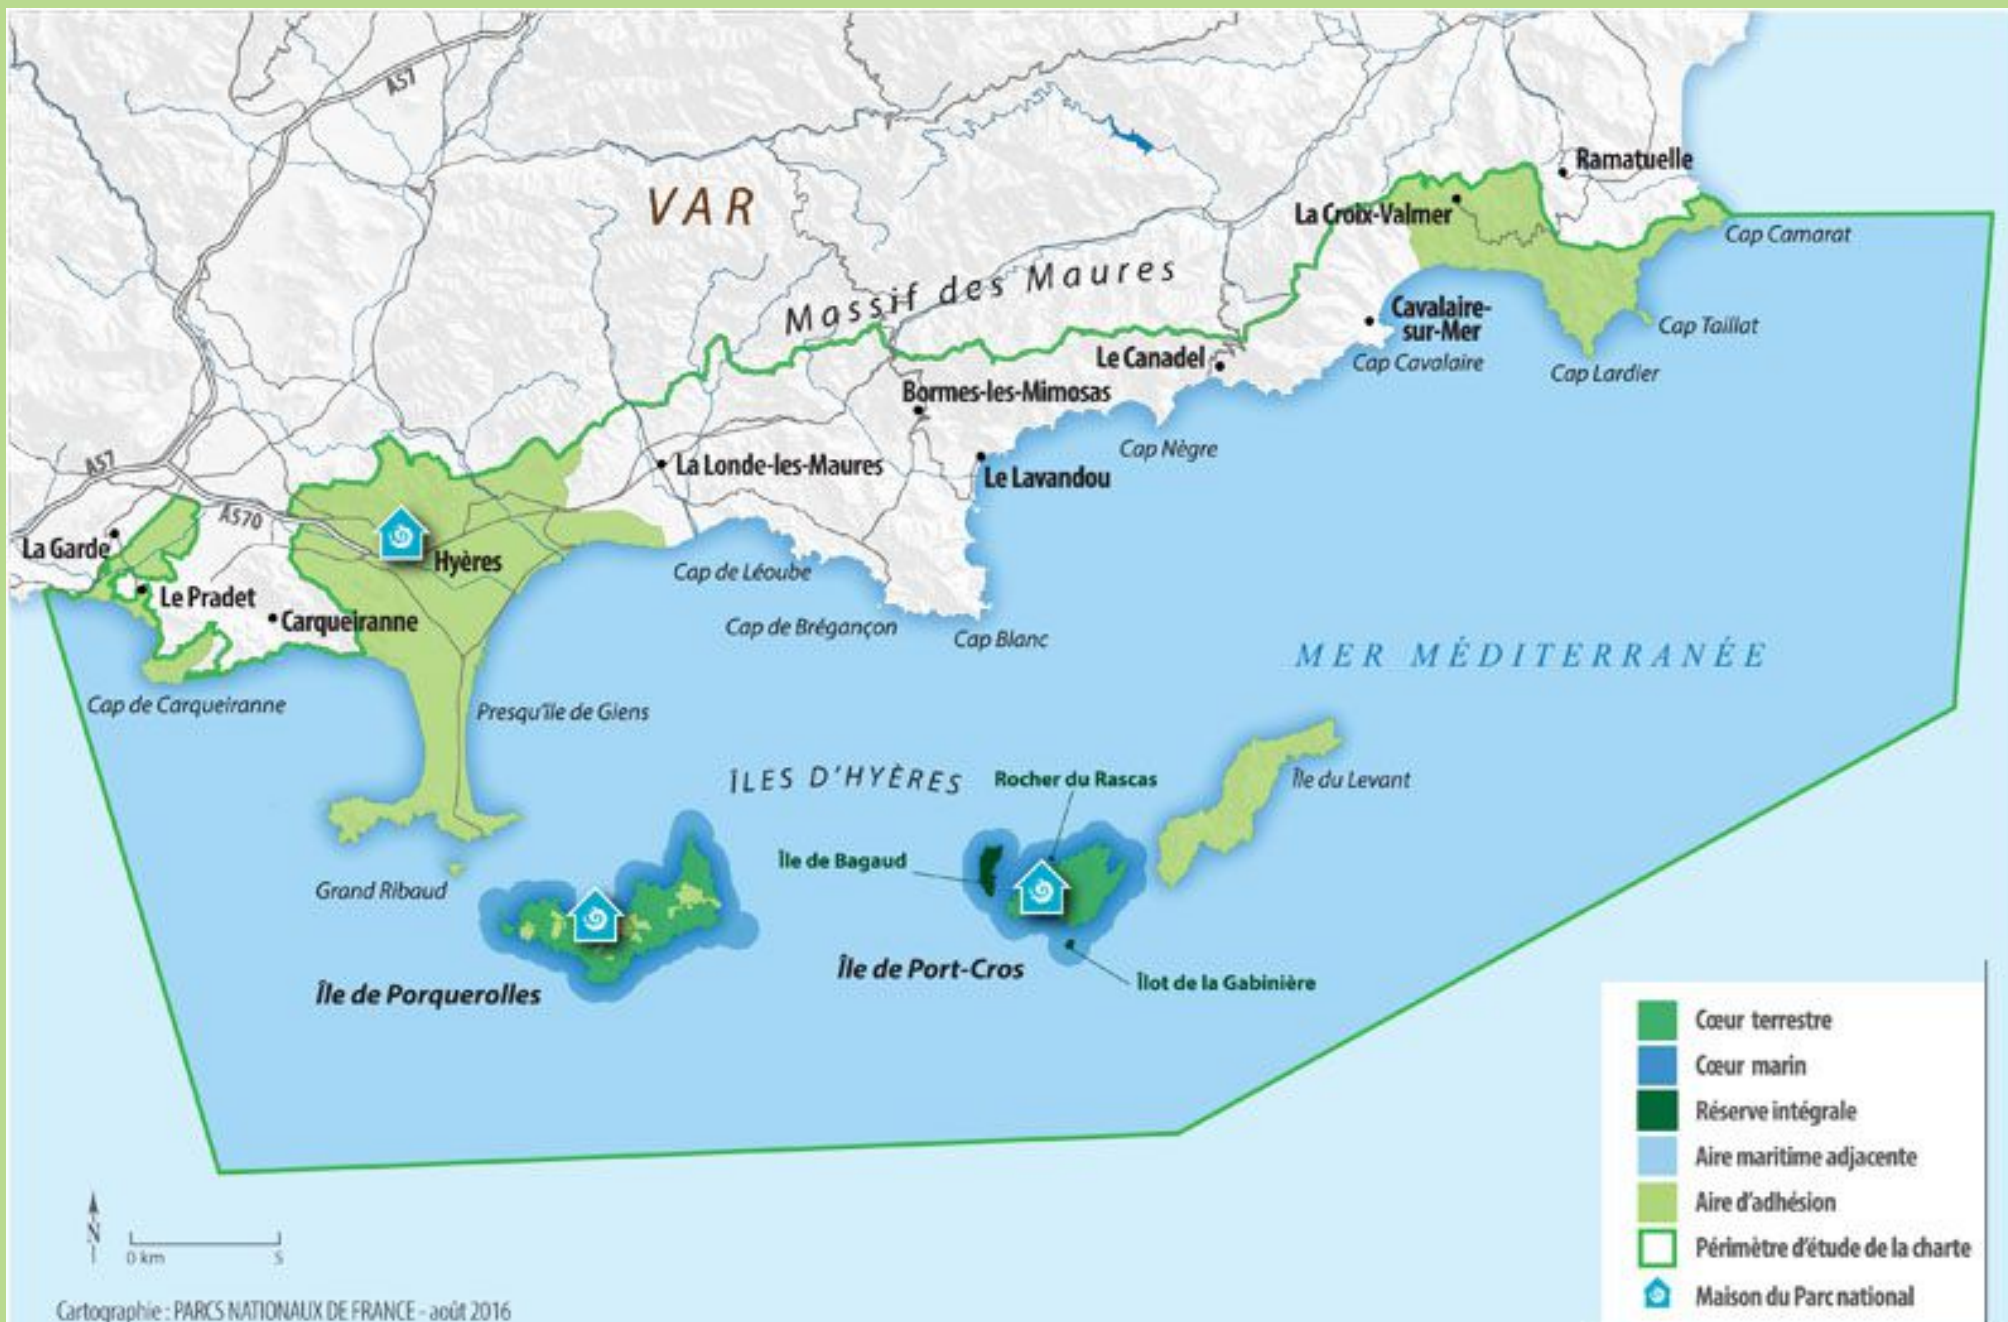 A57
VAR
Ramatuelle
La Croix-Valmer
Cap Camarat
Massif des Maures
Cavalaire-
sur-Mer
Cap Taillat
Le Canadel
Cap Cavalaire
Cap Lardier
Bormes-les-Mimosas
Cap Nègre
A57
La Londe-les-Maures
Le Lavandou
A570
La Garde
Hyères
Cap de Léoube
Le Pradet
Carqueiranne
Cap de Brégançon
Cap Blanc
MER MÉDITERRANÉE
Cap de Carqueiranne
Presqu'île de Giens
ÎLES D'HYÈRES
Rocher du Rascas
Île du Levant
Île de Bagaud
Grand Ribaud
Île de Port-Cros
Îlot de la Gabinière
Île de Porquerolles
Cœur terrestre
Cœur marin
Réserve intégrale
Aire maritime adjacente
Aire d'adhésion
Périmètre d'étude de la charte
Maison du Parc national
N
0 km 5
Cartographie : PARCS NATIONAUX DE FRANCE - août 2016